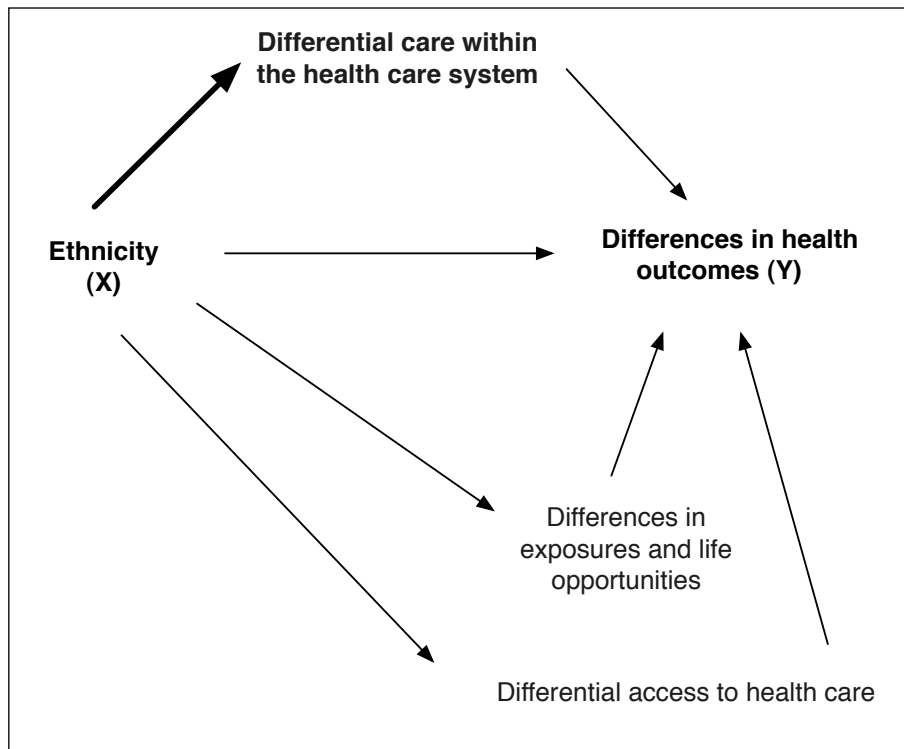 Differential care within
the health care system
Ethnicity
(X)
Differences in health
outcomes (Y)
Differences in
exposures and life
opportunities
Differential access to health care